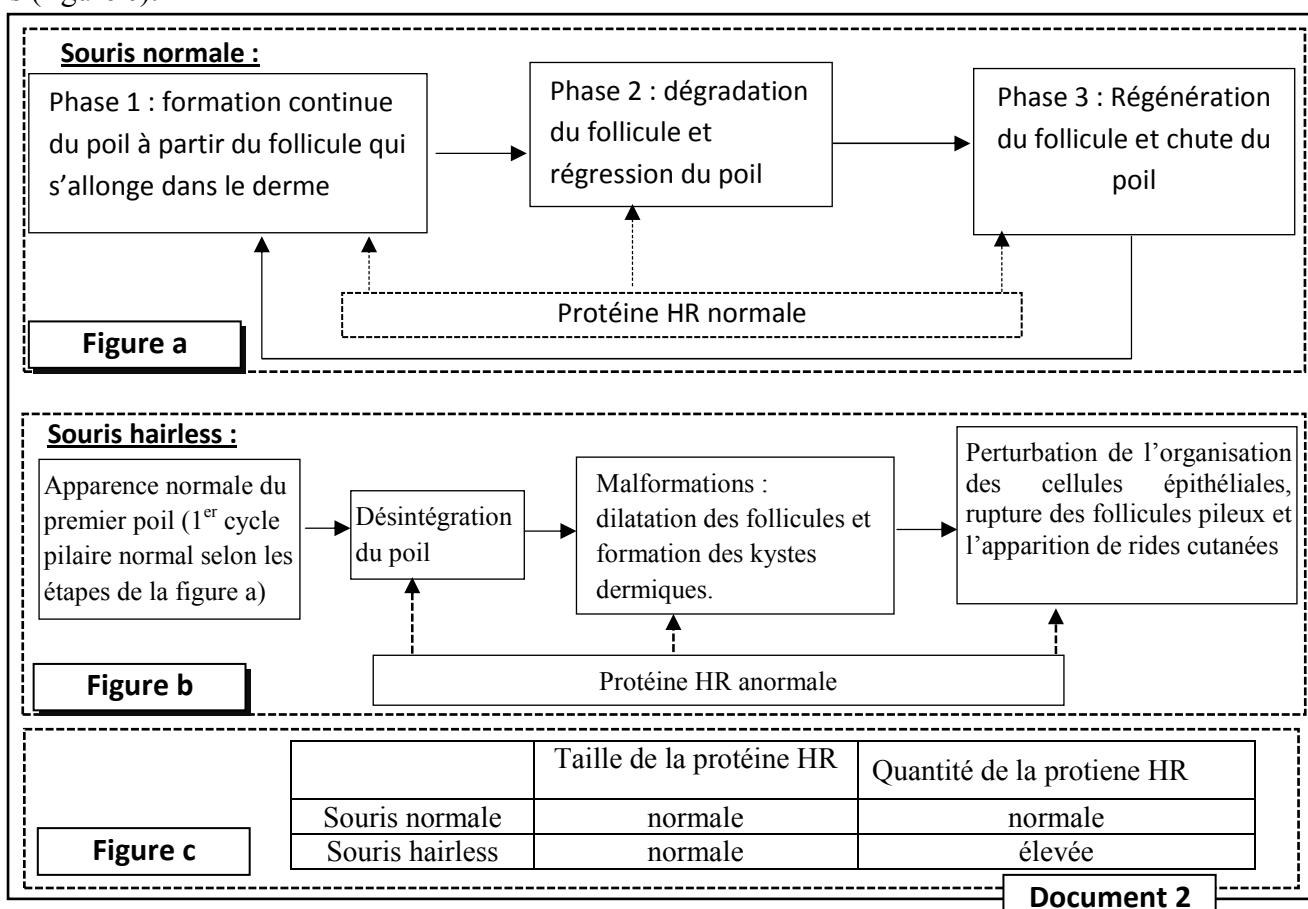 Souris normale :
Phase 1 : formation continue
du poil à partir du follicule qui
s’allonge dans le derme
Phase 2 : dégradation
du follicule et
régression du poil
Phase 3 : Régénération
du follicule et chute du
poil
Protéine HR normale
Figure a
Souris hairless :
Apparence normale du
premier poil (1er cycle
pilaire normal selon les
étapes de la figure a)
Désintégration
du poil
Malformations :
dilatation des follicules et
formation des kystes
dermiques.
Perturbation de l’organisation
des cellules épithéliales,
rupture des follicules pileux et
l’apparition de rides cutanées
Protéine HR anormale
Figure b
Taille de la protéine HR Quantité de la protiene HR
Souris normale normale normale
Souris hairless normale élevée
Figure c
Document 2